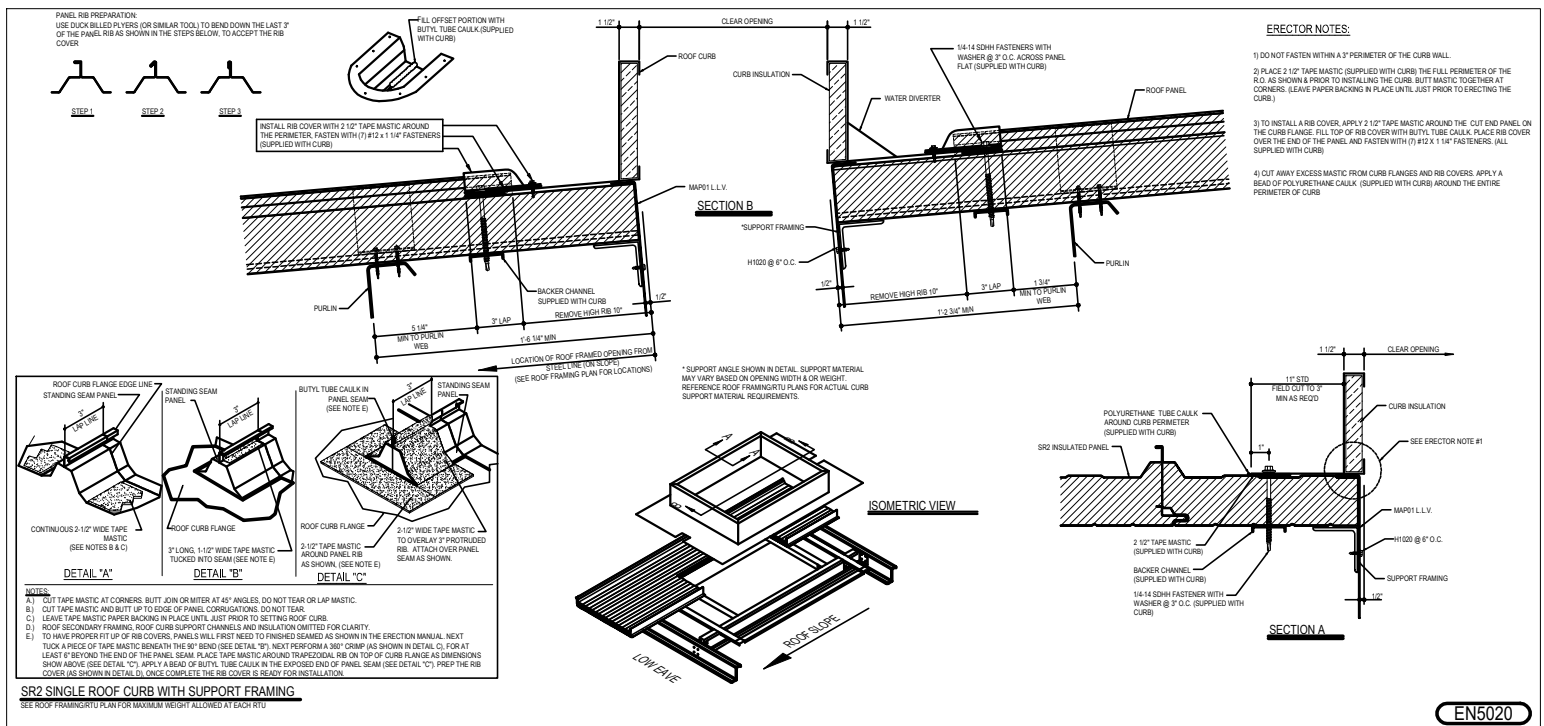 PANEL RIB PREPARATION:
USE DUCK BILLED PLYERS (OR SIMILAR TOOL) TO BEND DOWN THE LAST 3"
OF THE PANEL RIB AS SHOWN IN THE STEPS BELOW, TO ACCEPT THE RIB
COVER
STEP 1
STEP 2
STEP 3
FILL OFFSET PORTION WITH
BUTYL TUBE CAULK.(SUPPLIED
WITH CURB)
INSTALL RIB COVER WITH 2 1/2" TAPE MASTIC AROUND
THE PERIMETER, FASTEN WITH (7) #12 x 1 1/4" FASTENERS
(SUPPLIED WITH CURB)
1 1/2"
CLEAR OPENING
1 1/2"
ROOF CURB
CURB INSULATION
1/4-14 SDHH FASTENERS WITH
WASHER @ 3" O.C. ACROSS PANEL
FLAT (SUPPLIED WITH CURB)
WATER DIVERTER
ROOF PANEL
MAP01 L.L.V.
SECTION B
*SUPPORT FRAMING
H1020 @ 6" O.C.
PURLIN
PURLIN
BACKER CHANNEL
SUPPLIED WITH CURB
1/2"
5 1/4"
MIN TO PURLIN
WEB
3" LAP
REMOVE HIGH RIB 10"
1'-6 1/4" MIN
LOCATION OF ROOF FRAMED OPENING FROM
STEEL LINE (ON SLOPE)
(SEE ROOF FRAMING PLAN FOR LOCATIONS)
1/2"
REMOVE HIGH RIB 10"
3" LAP
1 3/4"
MIN TO PURLIN
WEB
1'-2 3/4" MIN
* SUPPORT ANGLE SHOWN IN DETAIL. SUPPORT MATERIAL
MAY VARY BASED ON OPENING WIDTH & OR WEIGHT.
REFERENCE ROOF FRAMING/RTU PLANS FOR ACTUAL CURB
SUPPORT MATERIAL REQUIREMENTS.
ERECTOR NOTES:
1) DO NOT FASTEN WITHIN A 3" PERIMETER OF THE CURB WALL.
2) PLACE 2 1/2" TAPE MASTIC (SUPPLIED WITH CURB) THE FULL PERIMETER OF THE
R.O. AS SHOWN & PRIOR TO INSTALLING THE CURB. BUTT MASTIC TOGETHER AT
CORNERS. (LEAVE PAPER BACKING IN PLACE UNTIL JUST PRIOR TO ERECTING THE
CURB.)
3) TO INSTALL A RIB COVER, APPLY 2 1/2" TAPE MASTIC AROUND THE CUT END PANEL ON
THE CURB FLANGE. FILL TOP OF RIB COVER WITH BUTYL TUBE CAULK. PLACE RIB COVER
OVER THE END OF THE PANEL AND FASTEN WITH (7) #12 X 1 1/4" FASTENERS. (ALL
SUPPLIED WITH CURB)
4) CUT AWAY EXCESS MASTIC FROM CURB FLANGES AND RIB COVERS. APPLY A
BEAD OF POLYURETHANE CAULK (SUPPLIED WITH CURB) AROUND THE ENTIRE
PERIMETER OF CURB
ROOF CURB FLANGE EDGE LINE
STANDING SEAM PANEL
3"
LAP LINE
CONTINUOUS 2-1/2" WIDE TAPE
MASTIC
(SEE NOTES B & C)
DETAIL "A"
STANDING SEAM
PANEL
3"
LAP LINE
ROOF CURB FLANGE
3" LONG, 1-1/2" WIDE TAPE MASTIC
TUCKED INTO SEAM (SEE NOTE E)
DETAIL "B"
BUTYL TUBE CAULK IN
PANEL SEAM
(SEE NOTE E)
3"
LAP LINE
STANDING SEAM
PANEL
ROOF CURB FLANGE
2-1/2" TAPE MASTIC
AROUND PANEL RIB
AS SHOWN, (SEE NOTE E)
2-1/2" WIDE TAPE MASTIC
TO OVERLAY 3" PROTRUDED
RIB. ATTACH OVER PANEL
SEAM AS SHOWN.
DETAIL "C"
NOTES:
A.) CUT TAPE MASTIC AT CORNERS. BUTT JOIN OR MITER AT 45° ANGLES, DO NOT TEAR OR LAP MASTIC.
B.) CUT TAPE MASTIC AND BUTT UP TO EDGE OF PANEL CORRUGATIONS. DO NOT TEAR.
C.) LEAVE TAPE MASTIC PAPER BACKING IN PLACE UNTIL JUST PRIOR TO SETTING ROOF CURB.
D.) ROOF SECONDARY FRAMING, ROOF CURB SUPPORT CHANNELS AND INSULATION OMITTED FOR CLARITY.
E.) TO HAVE PROPER FIT UP OF RIB COVERS, PANELS WILL FIRST NEED TO FINISHED SEAMED AS SHOWN IN THE ERECTION MANUAL. NEXT
TUCK A PIECE OF TAPE MASTIC BENEATH THE 90° BEND (SEE DETAIL "B"). NEXT PERFORM A 360° CRIMP (AS SHOWN IN DETAIL C), FOR AT
LEAST 6" BEYOND THE END OF THE PANEL SEAM. PLACE TAPE MASTIC AROUND TRAPEZOIDAL RIB ON TOP OF CURB FLANGE AS DIMENSIONS
SHOW ABOVE (SEE DETAIL "C"). APPLY A BEAD OF BUTYL TUBE CAULK IN THE EXPOSED END OF PANEL SEAM (SEE DETAIL "C"). PREP THE RIB
COVER (AS SHOWN IN DETAIL D), ONCE COMPLETE THE RIB COVER IS READY FOR INSTALLATION.
A
B
A
B
ISOMETRIC VIEW
ROOF SLOPE
LOW EAVE
1 1/2"
CLEAR OPENING
11" STD
FIELD CUT TO 3"
MIN AS REQ'D
1"
POLYURETHANE TUBE CAULK
AROUND CURB PERIMETER
(SUPPLIED WITH CURB)
SR2 INSULATED PANEL
CURB INSULATION
SEE ERECTOR NOTE #1
MAP01 L.L.V.
H1020 @ 6" O.C.
SUPPORT FRAMING
2 1/2" TAPE MASTIC
(SUPPLIED WITH CURB)
BACKER CHANNEL
(SUPPLIED WITH CURB)
1/4-14 SDHH FASTENER WITH
WASHER @ 3" O.C. (SUPPLIED WITH
CURB)
1/2"
SECTION A
SR2 SINGLE ROOF CURB WITH SUPPORT FRAMING
SEE ROOF FRAMING/RTU PLAN FOR MAXIMUM WEIGHT ALLOWED AT EACH RTU
EN5020